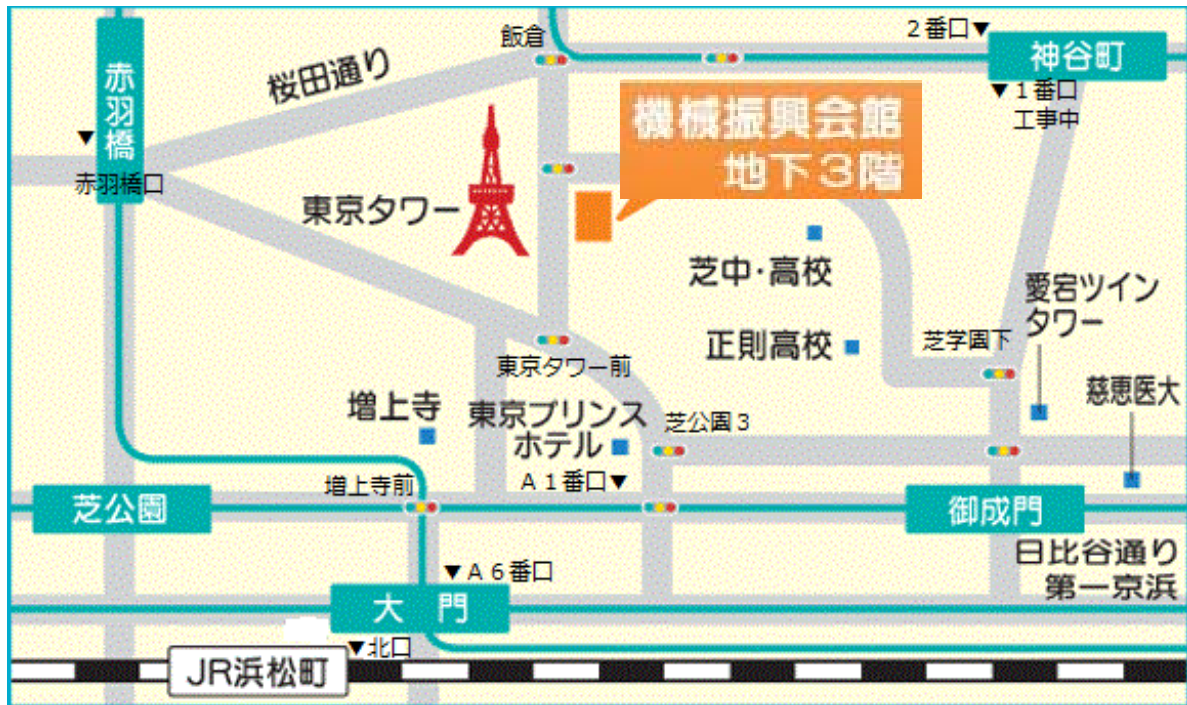 飯倉
2番口▼
神谷町
赤羽橋
桜田通り
▼1番口
工事中
機械振興会館
地下3階
▼
赤羽橋口
東京タワー
芝中・高校
愛宕ツイン
タワー
正則高校
芝学園下
東京タワー前
慈恵医大
増上寺
東京プリンス
ホテル
芝公園3
増上寺前
A1番口▼
芝公園
御成門
日比谷通り
▼A6番口
第一京浜
大門
▼北口
JR浜松町